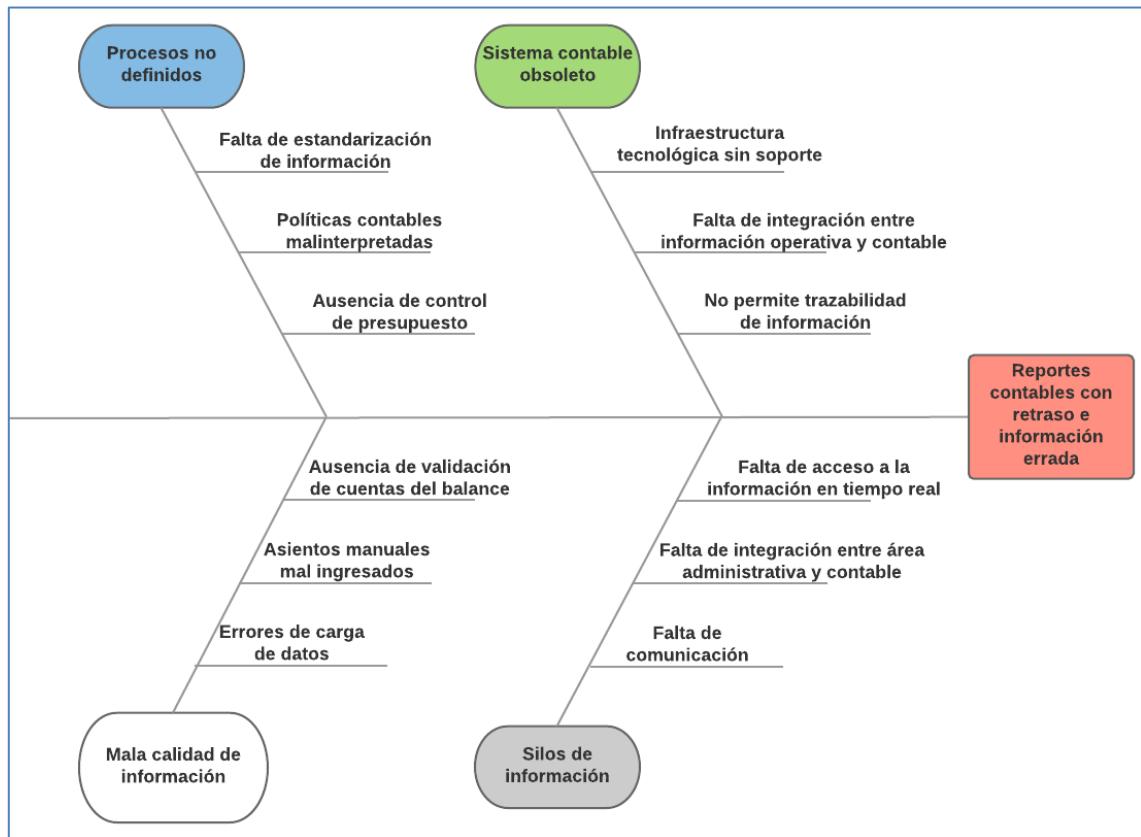 Procesos no
definidos
Falta de estandarización
de información
Políticas contables
malinterpretadas
Ausencia de control
de presupuesto
Sistema contable
obsoleto
Infraestructura
tecnológica sin soporte
Falta de integración entre
información operativa y contable
No permite trazabilidad
de información
Reportes
contables con
retraso e
información
errada
Ausencia de validación
de cuentas del balance
Asientos manuales
mal ingresados
Errores de carga
de datos
Mala calidad de
información
Falta de acceso a la
información en tiempo real
Falta de integración entre área
administrativa y contable
Falta de
comunicación
Silos de
información